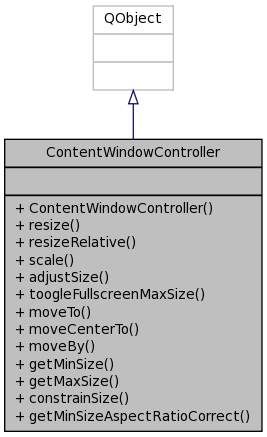 QObject
ContentWindowController
+ ContentWindowController()
+ resize()
+ resizeRelative()
+ scale()
+ adjustSize()
+ toogleFullscreenMaxSize()
+ moveTo()
+ moveCenterTo()
+ moveBy()
+ getMinSize()
+ getMaxSize()
+ constrainSize()
+ getMinSizeAspectRatioCorrect()